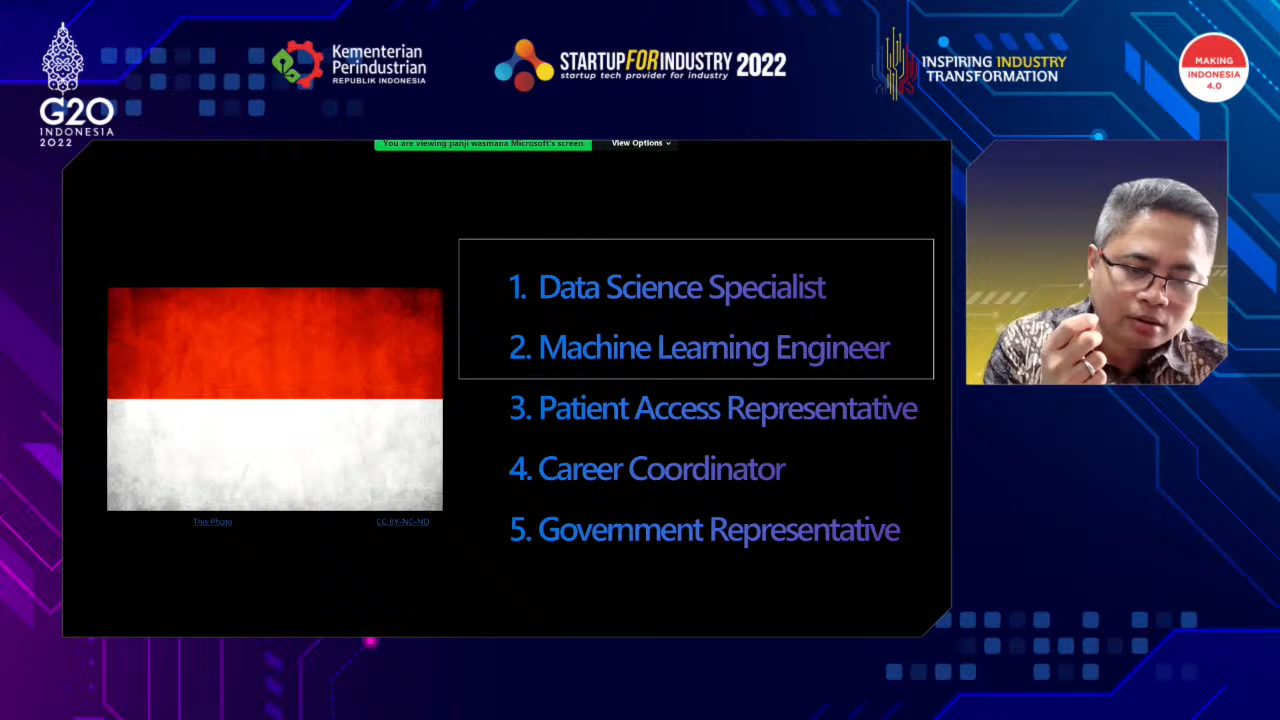 G20
INDONESIA
2022
Kementerian
Perindustrian
REPUBLIK INDONESIA
STARTUPFORINDUSTRY 2022
startup tech provider for industry
INSPIRING INDUSTRY
TRANSFORMATION
MAKING
INDONESIA
4.0
You are viewing panji wasmana Microsoft's screen
View Options
1. Data Science Specialist
2. Machine Learning Engineer
3. Patient Access Representative
4. Career Coordinator
5. Government Representative
This Photo
CC BY-NC-ND